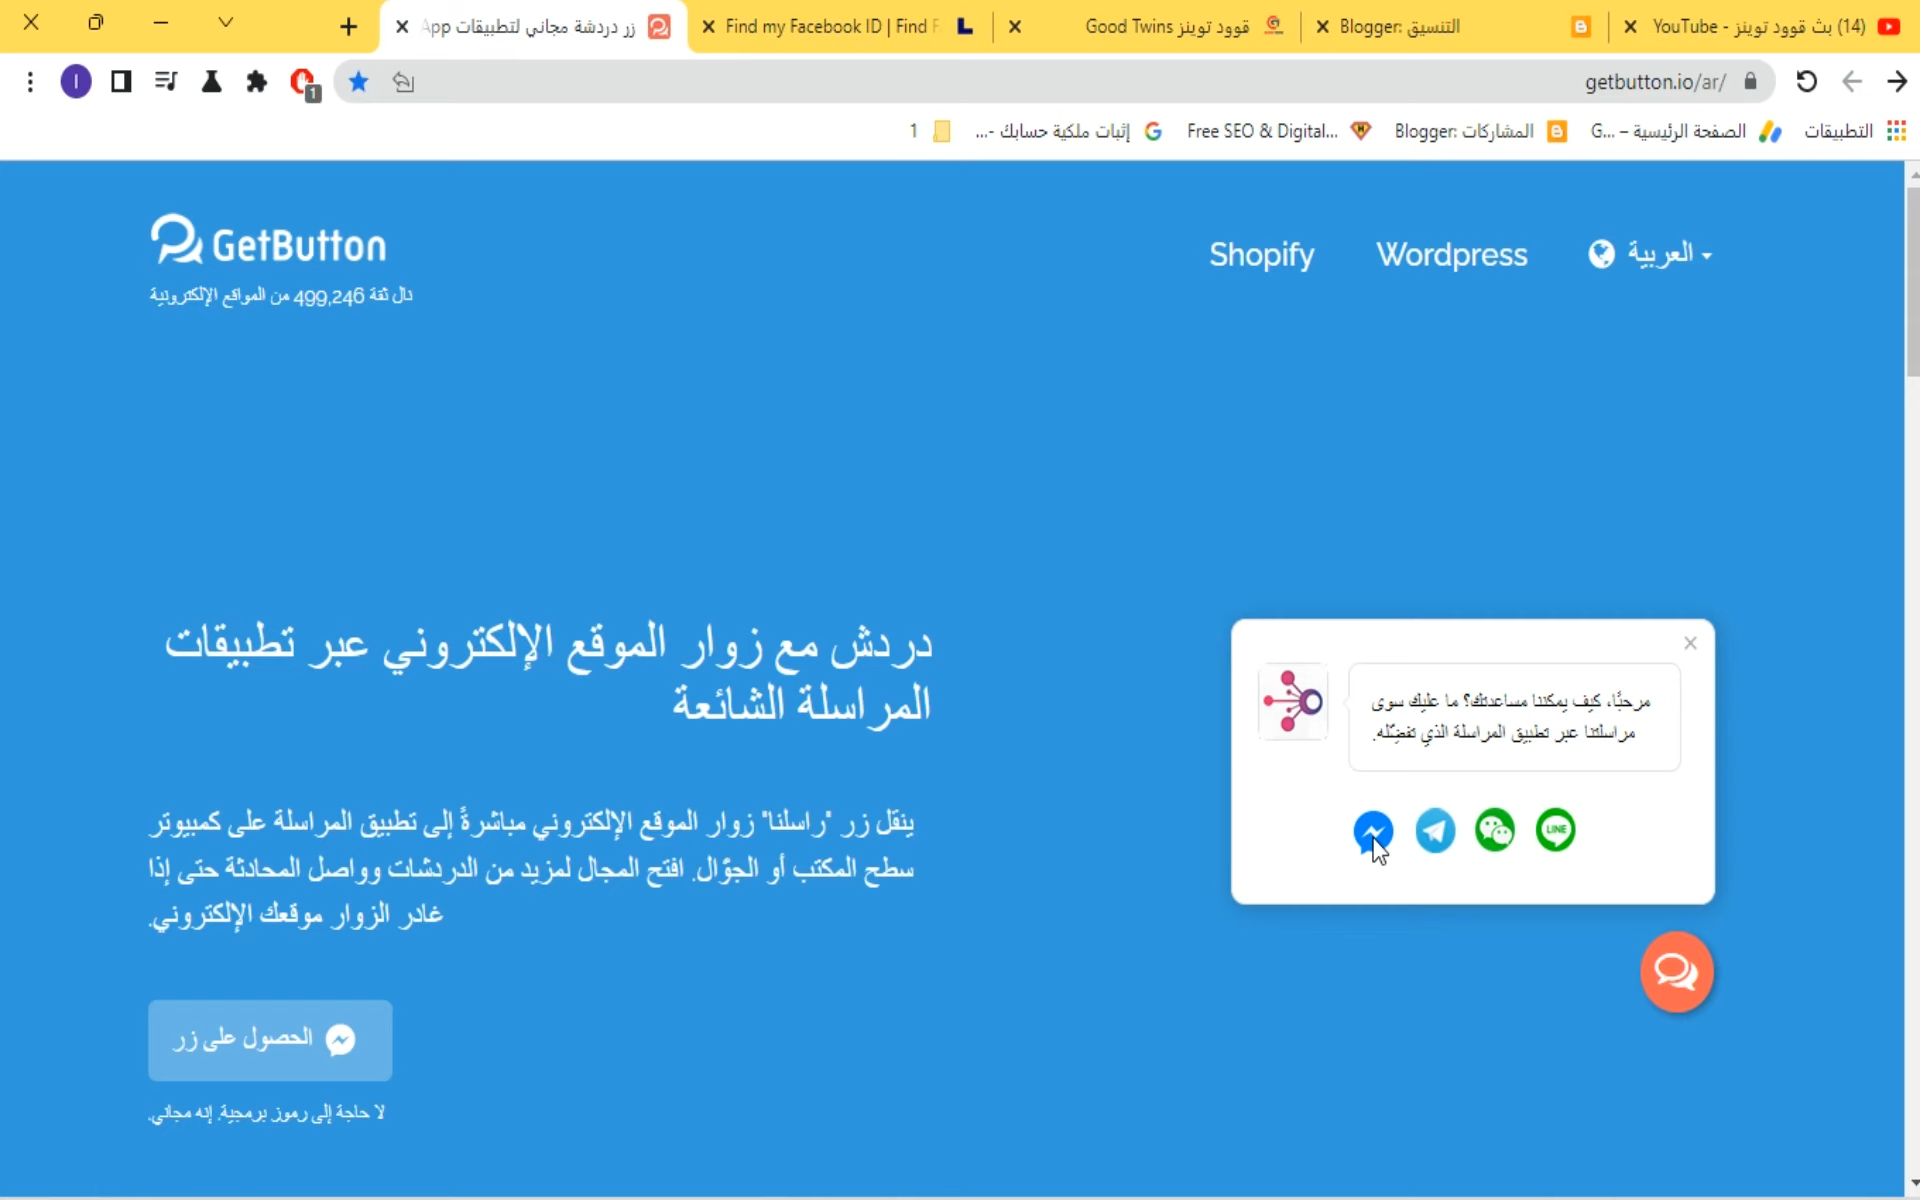 زر دردشة مجاني لتطبيقات App
Find my Facebook ID | Find F
قوود توينز Good Twins
Blogger: التنسيق
(14) بث قوود توينز - YouTube
getbutton.io/ar/
1
1
إثبات ملكية حسابك -...
Free SEO & Digital...
Blogger: المشاركات
الصفحة الرئيسية – G...
التطبيقات
GetButton
نال ثقة 499,246 من المواقع الإلكترونية
Shopify
Wordpress
العربية
دردش مع زوار الموقع الإلكتروني عبر تطبيقات
المراسلة الشائعة
ينقل زر "راسلنا" زوار الموقع الإلكتروني مباشرةً إلى تطبيق المراسلة على كمبيوتر
سطح المكتب أو الجوّال. افتح المجال لمزيد من الدردشات وواصل المحادثة حتى إذا
غادر الزوار موقعك الإلكتروني.
الحصول على زر
لا حاجة إلى رموز برمجية. إنه مجاني.
مرحبًا، كيف يمكننا مساعدتك؟ ما عليك سوى
مراسلتنا عبر تطبيق المراسلة الذي تفضِّله.
LINE